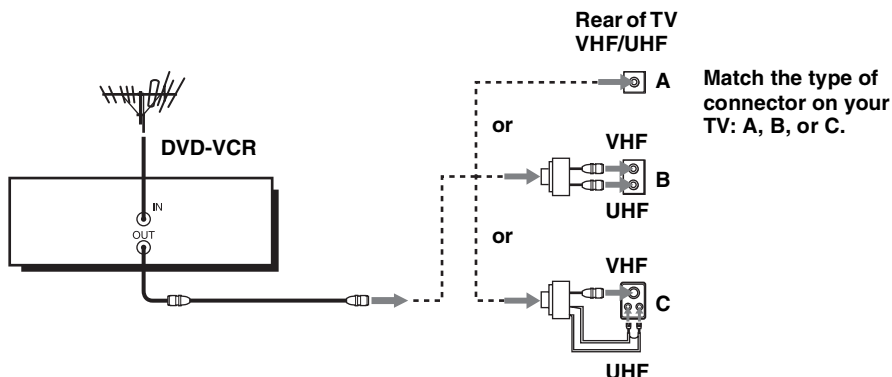 Rear of TV
VHF/UHF
A
Match the type of
connector on your
TV: A, B, or C.
or
DVD-VCR
VHF
B
IN
UHF
OUT
or
VHF
C
UHF